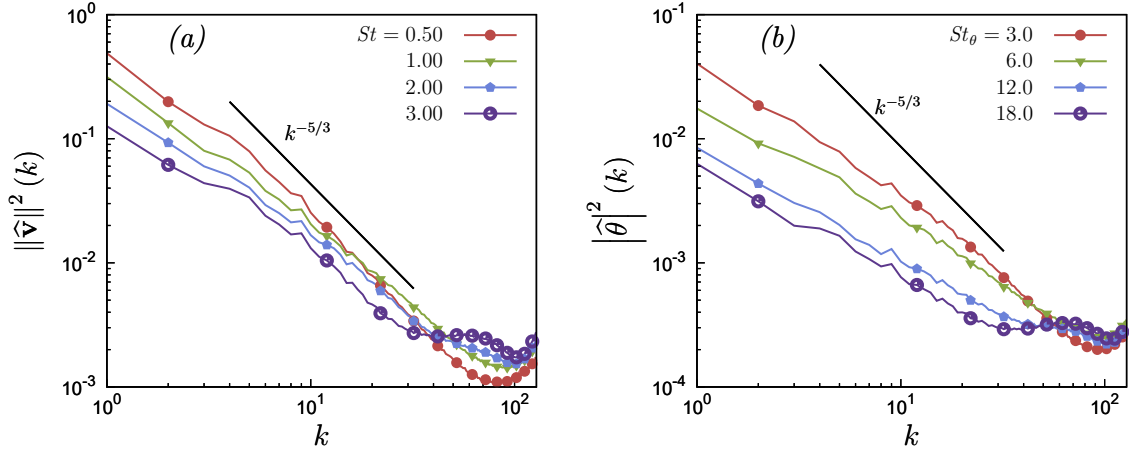 (a)
St = 0.50
1.00
2.00
3.00
k^{-5/3}
10^0
10^{-1}
10^{-2}
10^{-3}
‖v̂‖² (k)
10^0
10^1
10^2
k
(b)
St_θ = 3.0
6.0
12.0
18.0
k^{-5/3}
10^{-1}
10^{-2}
10^{-3}
10^{-4}
|θ̂|² (k)
10^0
10^1
10^2
k